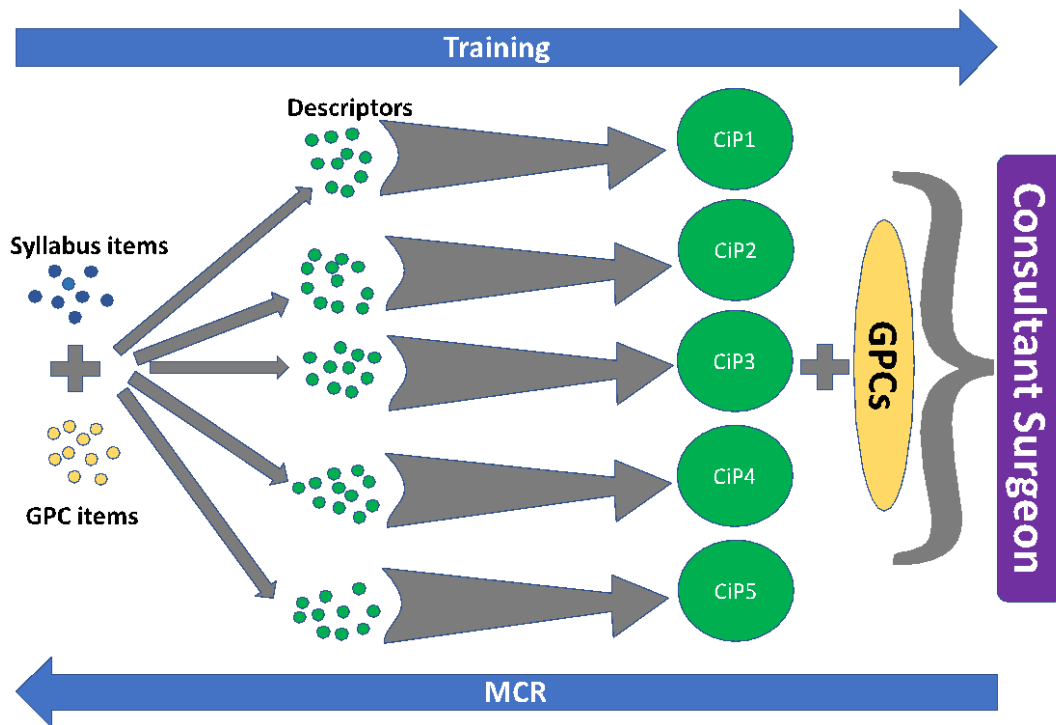 Training
Descriptors
CiP1
Syllabus items
CiP2
CiP3
GPCs
Consultant Surgeon
CiP4
GPC items
CiP5
MCR